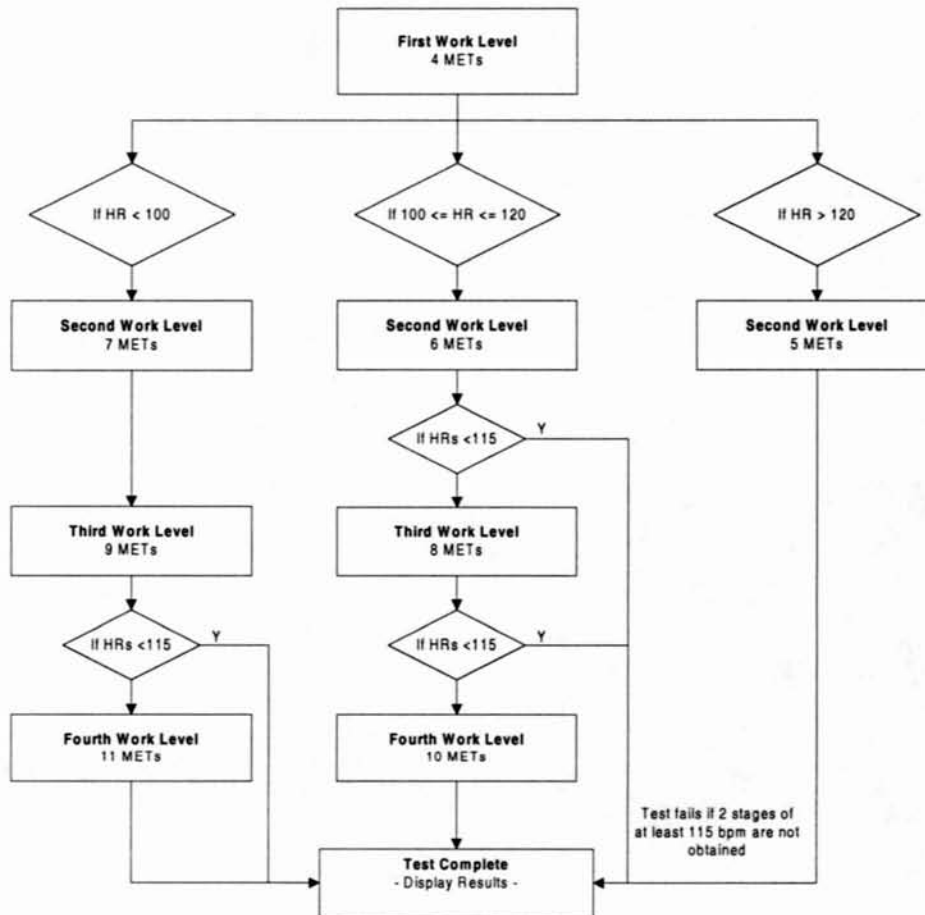 First Work Level
4 METs
If HR < 100
If 100 <= HR <= 120
If HR > 120
Second Work Level
7 METs
Second Work Level
6 METs
Second Work Level
5 METs
If HRs <115
Y
Third Work Level
9 METs
Third Work Level
8 METs
If HRs <115
Y
If HRs <115
Y
Fourth Work Level
11 METs
Fourth Work Level
10 METs
Test fails if 2 stages of
at least 115 bpm are not
obtained
Test Complete
- Display Results -